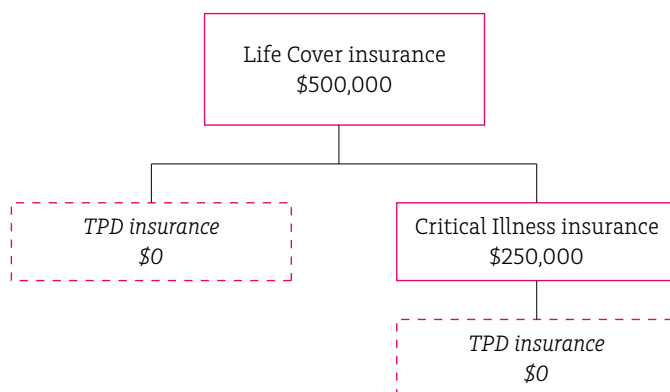 Life Cover insurance
$500,000
TPD insurance
$0
Critical Illness insurance
$250,000
TPD insurance
$0